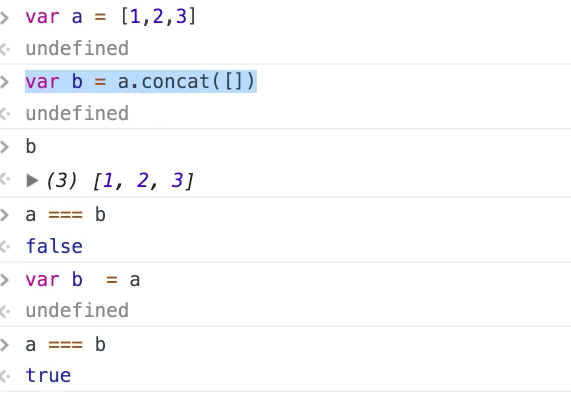 var a = [1,2,3]
undefined
var b = a.concat([])
undefined
b
(3) [1, 2, 3]
a === b
false
var b  = a
undefined
a === b
true